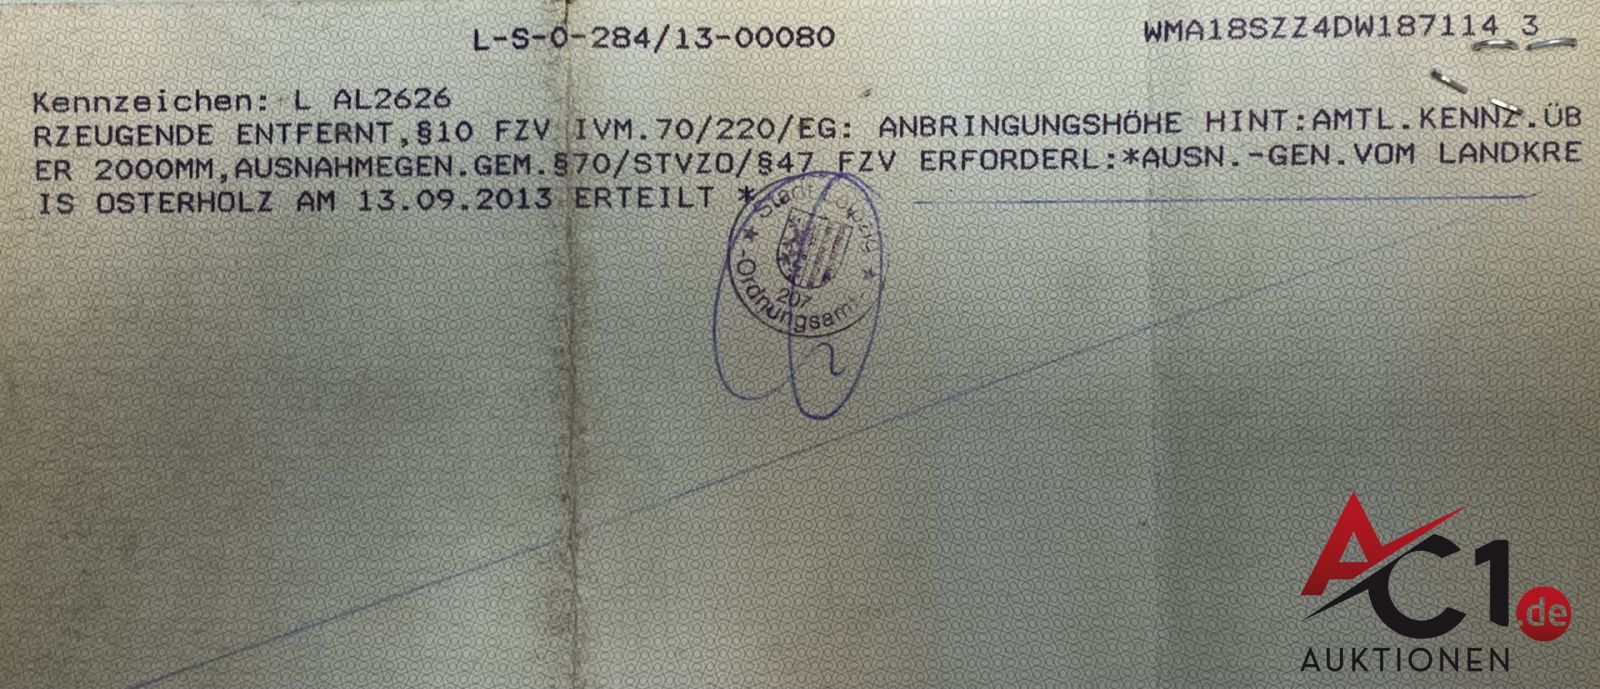 L-S-0-284/13-00080
WMA18SZZ4DW187114 3
Kennzeichen: L AL2626
RZEUGENDE ENTFERNT,§10 FZV IVM.70/220/EG: ANBRINGUNGSHÖHE HINT:AMTL.KENNZ.ÜB
ER 2000MM,AUSNAHMEGEN.GEM.§70/STVZO/§47 FZV ERFORDERL:*AUSN.-GEN.VOM LANDKRE
IS OSTERHOLZ AM 13.09.2013 ERTEILT *
Stadt Leipzig
207
-Ordnungsamt-
AC1.de
AUKTIONEN